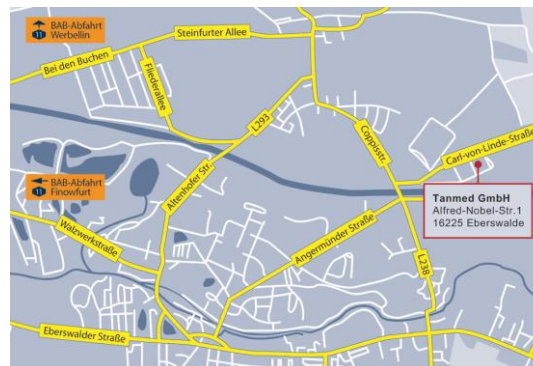 BAB-Abfahrt
11 Werbellin
Steinfurter Allee
Bei den Buchen
Fliederallee
L293
Coppistr.
Carl-von-Linde-Straße
BAB-Abfahrt
11 Finowfurt
Altenhofer Str.
Tanmed GmbH
Alfred-Nobel-Str.1
16225 Eberswalde
Walzwerkstraße
Angermünder Straße
L238
Eberswalder Straße